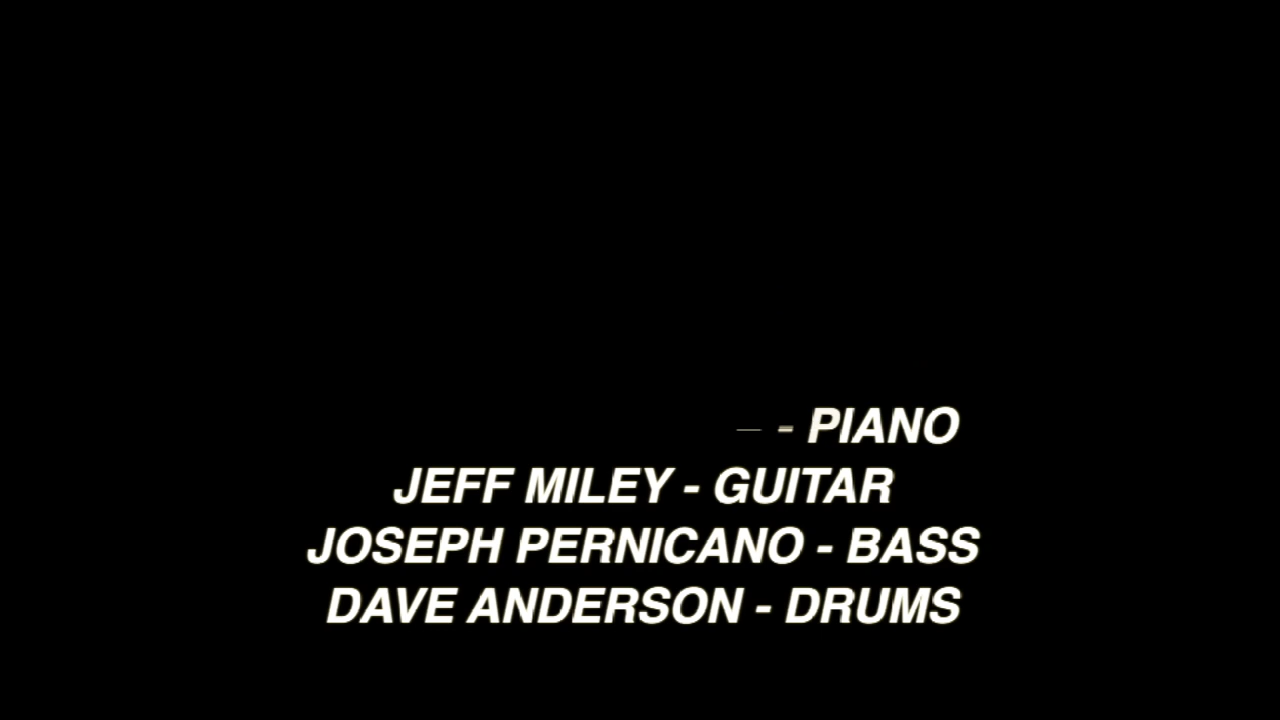 - PIANO
JEFF MILEY - GUITAR
JOSEPH PERNICANO - BASS
DAVE ANDERSON - DRUMS